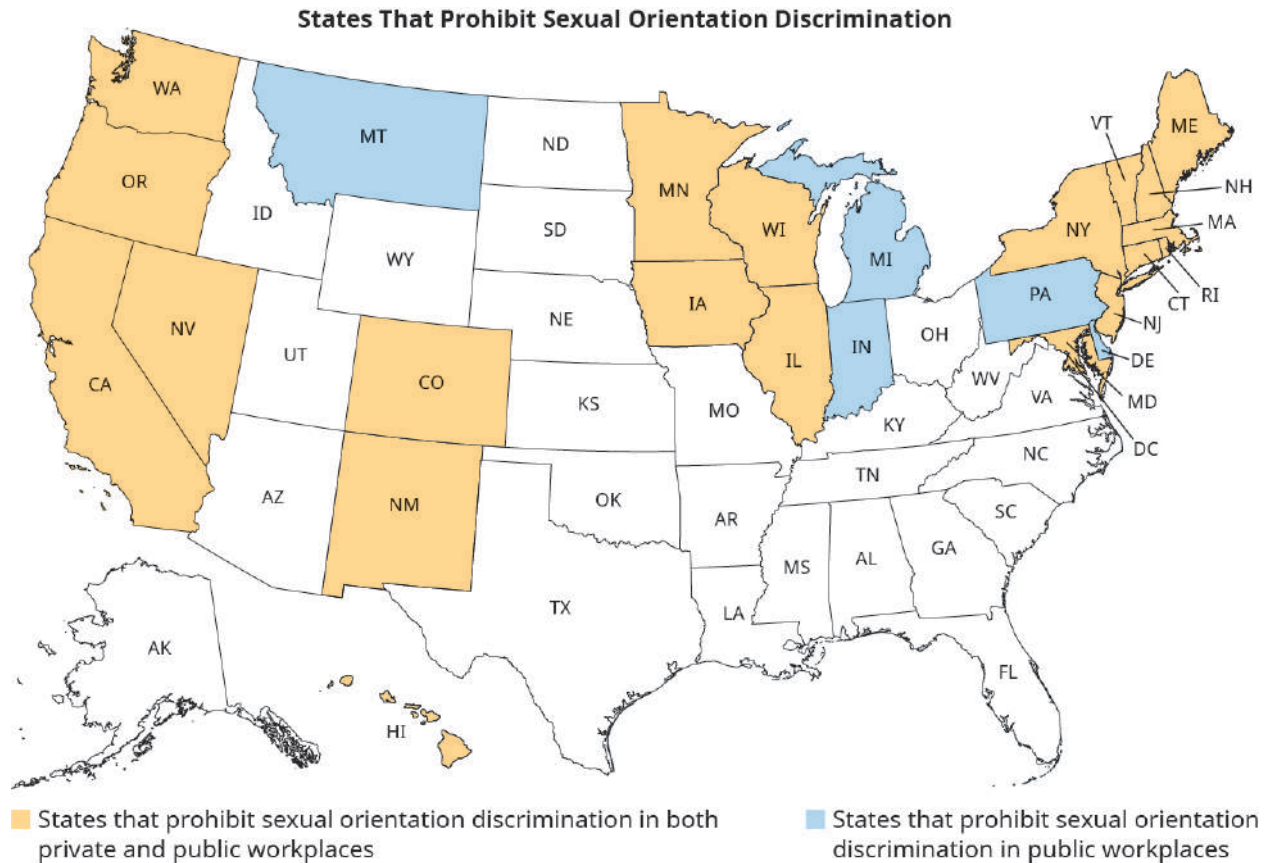 States That Prohibit Sexual Orientation Discrimination
WA
MT
ND
OR
ID
MN
VT
ME
NH
WI
SD
NY
MA
WY
MI
RI
CT
PA
IA
NE
NJ
NV
OH
IN
IL
DE
UT
CA
CO
WV
MD
VA
KS
MO
KY
DC
NC
TN
AZ
NM
OK
AR
SC
GA
MS
AL
TX
LA
AK
FL
HI
States that prohibit sexual orientation discrimination in both
private and public workplaces
States that prohibit sexual orientation
discrimination in public workplaces